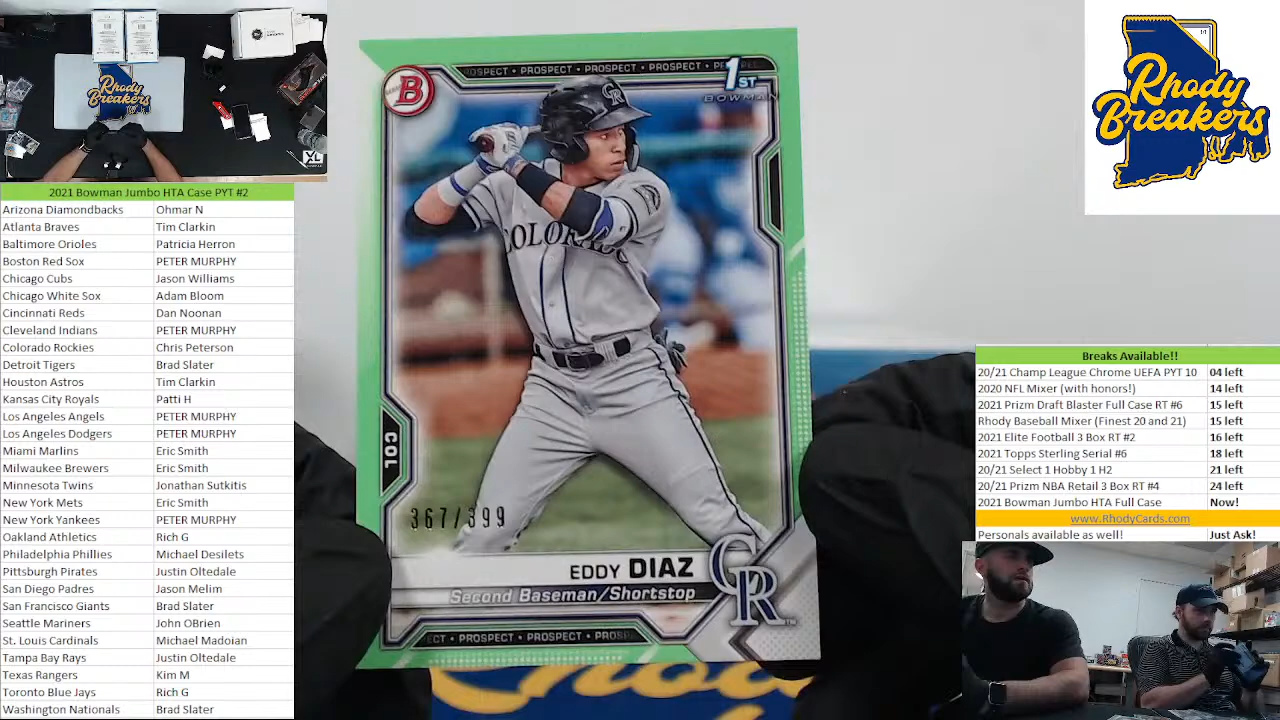 2021 Bowman Jumbo HTA Case PYT #2
Arizona Diamondbacks Ohmar N
Atlanta Braves Tim Clarkin
Baltimore Orioles Patricia Herron
Boston Red Sox PETER MURPHY
Chicago Cubs Jason Williams
Chicago White Sox Adam Bloom
Cincinnati Reds Dan Noonan
Cleveland Indians PETER MURPHY
Colorado Rockies Chris Peterson
Detroit Tigers Brad Slater
Houston Astros Tim Clarkin
Kansas City Royals Patti H
Los Angeles Angels PETER MURPHY
Los Angeles Dodgers PETER MURPHY
Miami Marlins Eric Smith
Milwaukee Brewers Eric Smith
Minnesota Twins Jonathan Sutkitis
New York Mets Eric Smith
New York Yankees PETER MURPHY
Oakland Athletics Rich G
Philadelphia Phillies Michael Desilets
Pittsburgh Pirates Justin Oltedale
San Diego Padres Jason Melim
San Francisco Giants Brad Slater
Seattle Mariners John OBrien
St. Louis Cardinals Michael Madoian
Tampa Bay Rays Justin Oltedale
Texas Rangers Kim M
Toronto Blue Jays Rich G
Washington Nationals Brad Slater
Rhody
Breakers
XL
PROSPECT • PROSPECT • PROSPECT • PROSPECT
B
1ST
BOWMAN
CR
COLORADO
COL
367/399
EDDY DIAZ
Second Baseman/Shortstop
CR
PROSPECT • PROSPECT
Rhody
Rhody
Breakers
Breaks Available!!
20/21 Champ League Chrome UEFA PYT 10 04 left
2020 NFL Mixer (with honors!) 14 left
2021 Prizm Draft Blaster Full Case RT #6 15 left
Rhody Baseball Mixer (Finest 20 and 21) 15 left
2021 Elite Football 3 Box RT #2 16 left
2021 Topps Sterling Serial #6 18 left
20/21 Select 1 Hobby 1 H2 21 left
20/21 Prizm NBA Retail 3 Box RT #4 24 left
2021 Bowman Jumbo HTA Full Case Now!
www.RhodyCards.com
Personals available as well! Just Ask!